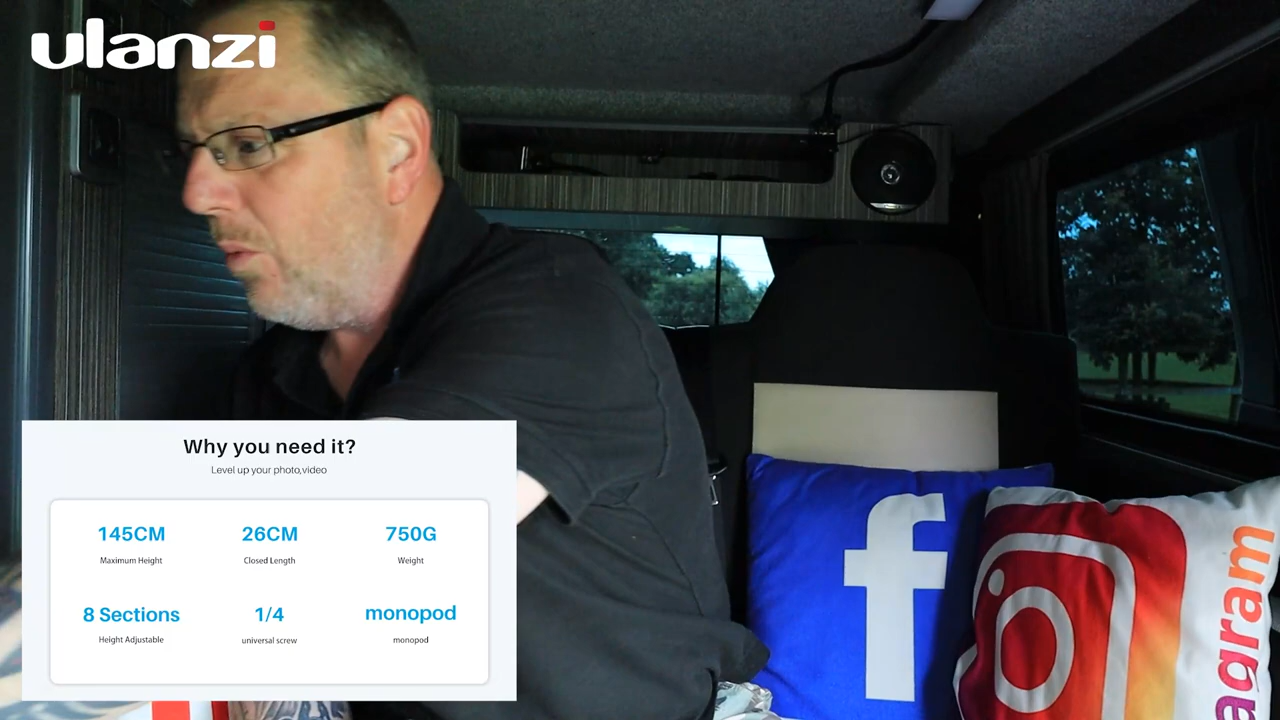 ulanzi
Why you need it?
Level up your photo,video
145CM 26CM 750G
Maximum Height Closed Length Weight
8 Sections 1/4 monopod
Height Adjustable universal screw monopod
f
agram